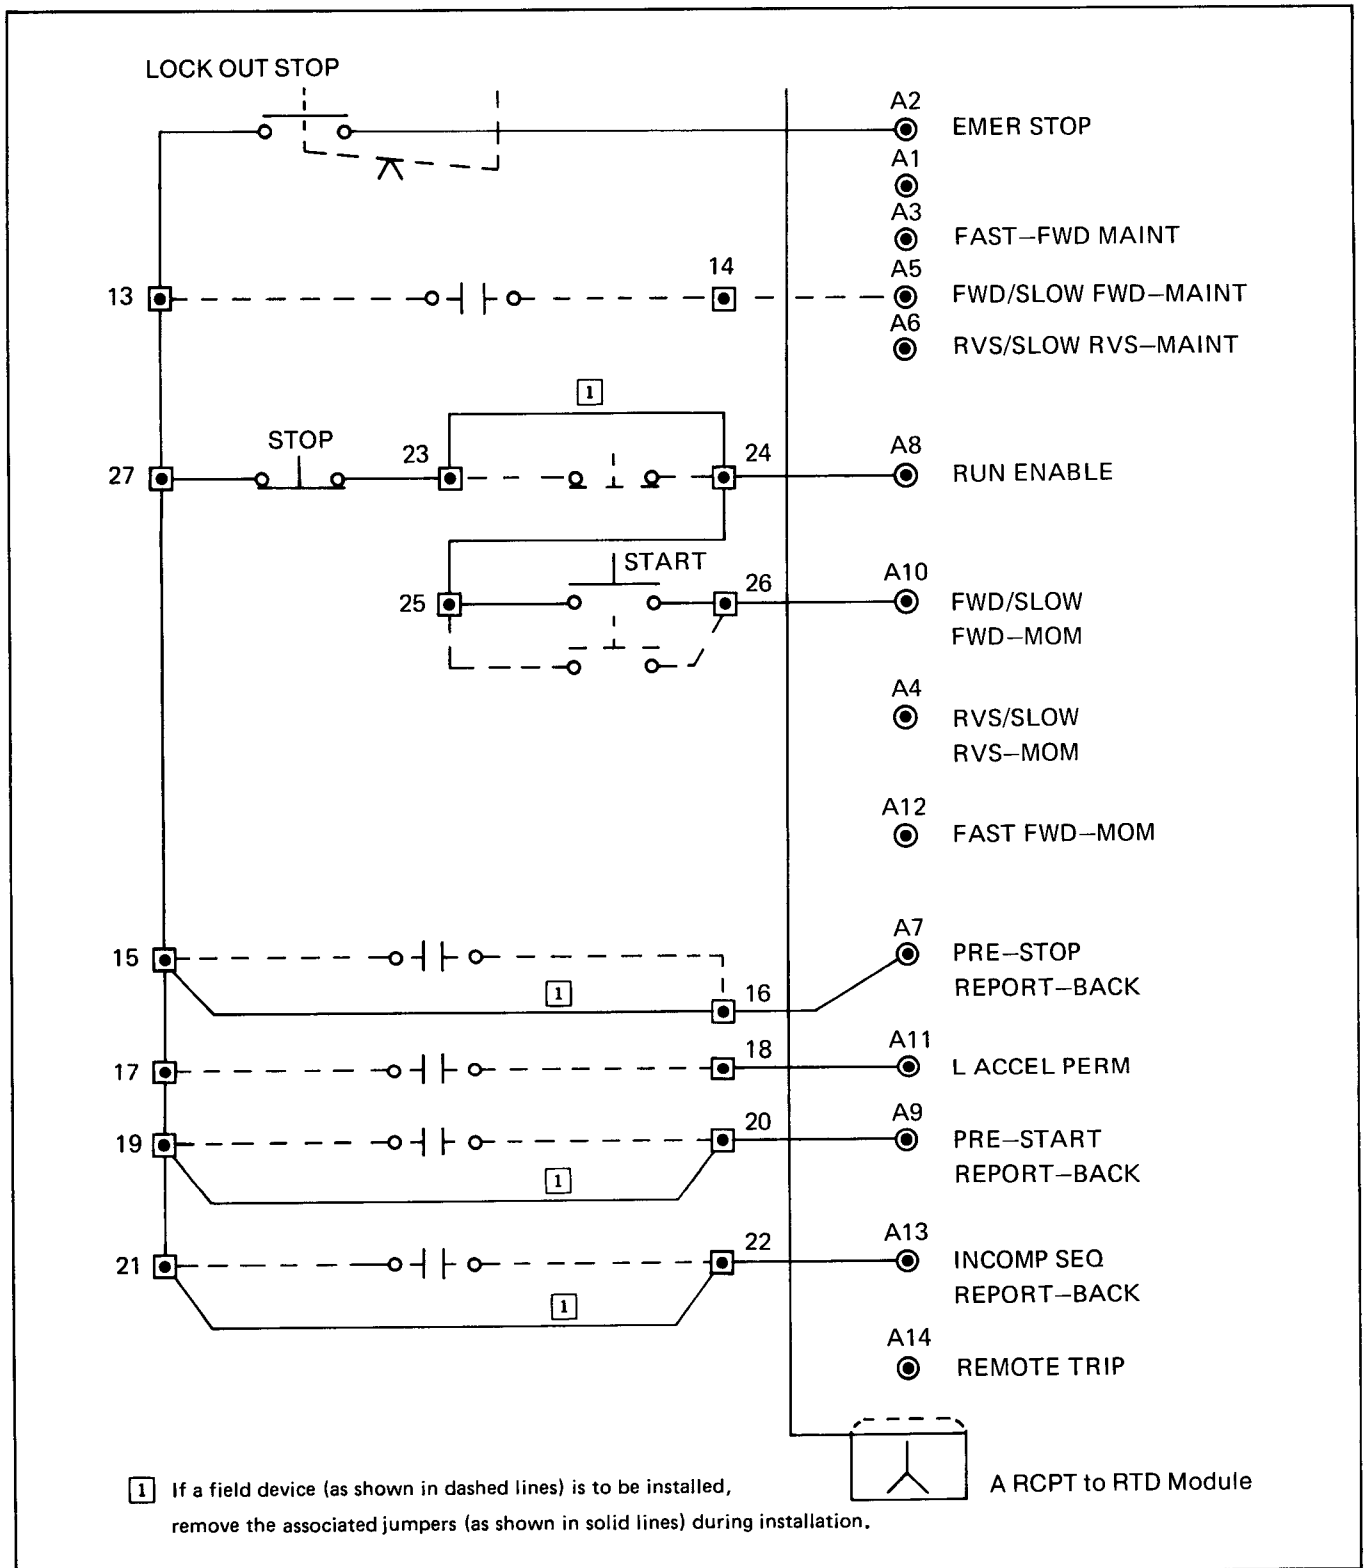 LOCK OUT STOP
A2
EMER STOP
A1
A3
FAST–FWD MAINT
13
14
A5
FWD/SLOW FWD–MAINT
A6
RVS/SLOW RVS–MAINT
1
STOP
27
23
24
A8
RUN ENABLE
START
25
26
A10
FWD/SLOW
FWD–MOM
A4
RVS/SLOW
RVS–MOM
A12
FAST FWD–MOM
15
A7
PRE–STOP
REPORT–BACK
1
16
17
18
A11
L ACCEL PERM
19
20
A9
PRE–START
REPORT–BACK
1
21
22
A13
INCOMP SEQ
REPORT–BACK
1
A14
REMOTE TRIP
A RCPT to RTD Module
1 If a field device (as shown in dashed lines) is to be installed,
remove the associated jumpers (as shown in solid lines) during installation.